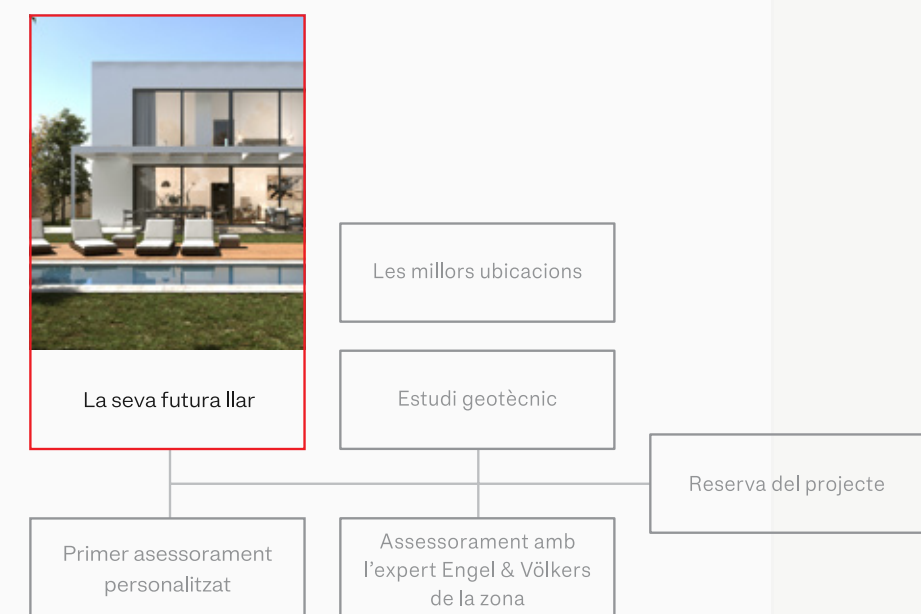 Les millors ubicacions
La seva futura llar
Estudi geotècnic
Reserva del projecte
Primer asessorament
personalitzat
Assessorament amb
l'expert Engel & Völkers
de la zona